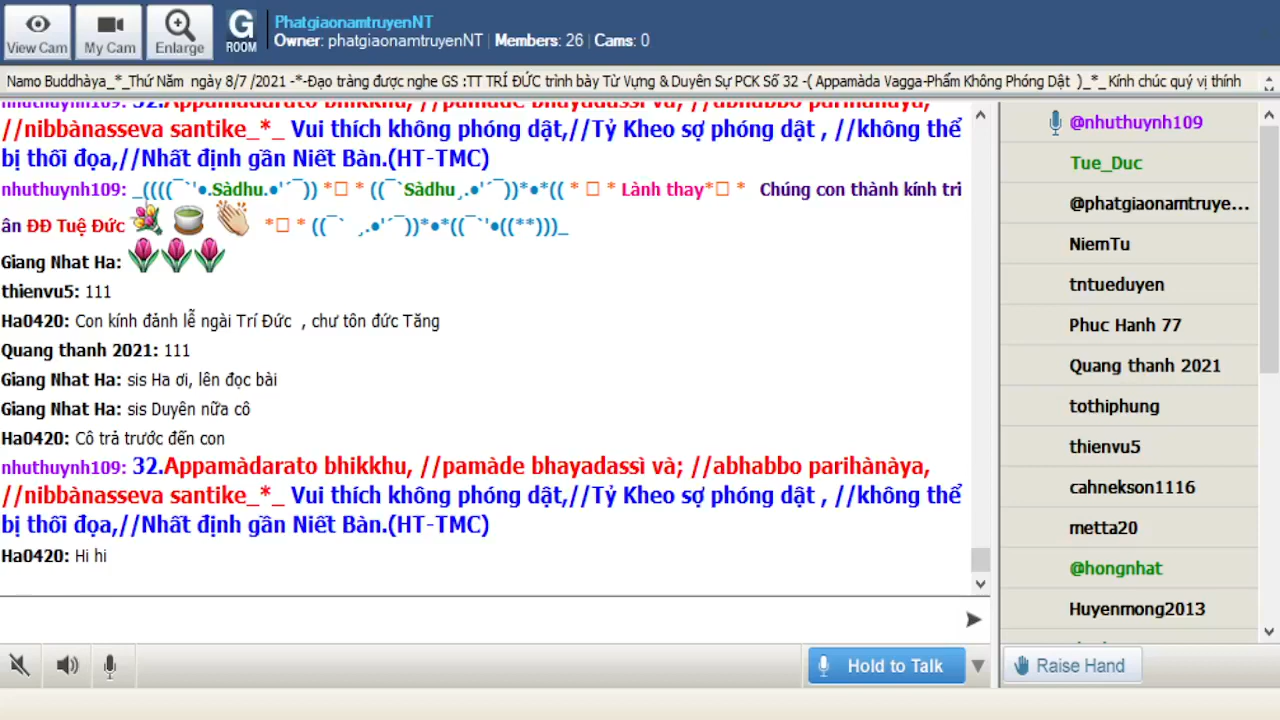 View Cam
My Cam
Enlarge
G
ROOM
PhatgiaonamtruyenNT
Owner: phatgiaonamtruyenNT | Members: 26 | Cams: 0
Namo Buddhàya_*_Thứ Năm ngày 8/7 /2021 -*-Đạo tràng được nghe GS :TT TRÍ ĐỨC trình bày Từ Vựng & Duyên Sự PCK Số 32 -( Appamàda Vagga-Phẩm Không Phóng Dật )_*_ Kính chúc quý vị thính
nhuthuynh109: 32.Appamàdarato bhikkhu, //pamàde bhayadassì và; //abhabbo parihànàya,
//nibbànasseva santike_*_ Vui thích không phóng dật,//Tỷ Kheo sợ phóng dật , //không thể
bị thối đọa,//Nhất định gần Niết Bàn.(HT-TMC)
nhuthuynh109: _((((¯`'●.Sàdhu.●'´¯)) *□ * ((¯`Sàdhu¸.●'´¯))*●*(( * □ * Lành thay*□ * Chúng con thành kính tri
ân ĐĐ Tuệ Đức *□ * ((¯` ¸.●'´¯))*●*((¯`'●((**)))_
Giang Nhat Ha:
thienvu5: 111
Ha0420: Con kính đảnh lễ ngài Trí Đức , chư tôn đức Tăng
Quang thanh 2021: 111
Giang Nhat Ha: sis Ha ơi, lên đọc bài
Giang Nhat Ha: sis Duyên nữa cô
Ha0420: Cô trả trước đến con
nhuthuynh109: 32.Appamàdarato bhikkhu, //pamàde bhayadassì và; //abhabbo parihànàya,
//nibbànasseva santike_*_ Vui thích không phóng dật,//Tỷ Kheo sợ phóng dật , //không thể
bị thối đọa,//Nhất định gần Niết Bàn.(HT-TMC)
Ha0420: Hi hi
@nhuthuynh109
Tue_Duc
@phatgiaonamtruye...
NiemTu
tntueduyen
Phuc Hanh 77
Quang thanh 2021
tothiphung
thienvu5
cahnekson1116
metta20
@hongnhat
Huyenmong2013
Hold to Talk
Raise Hand